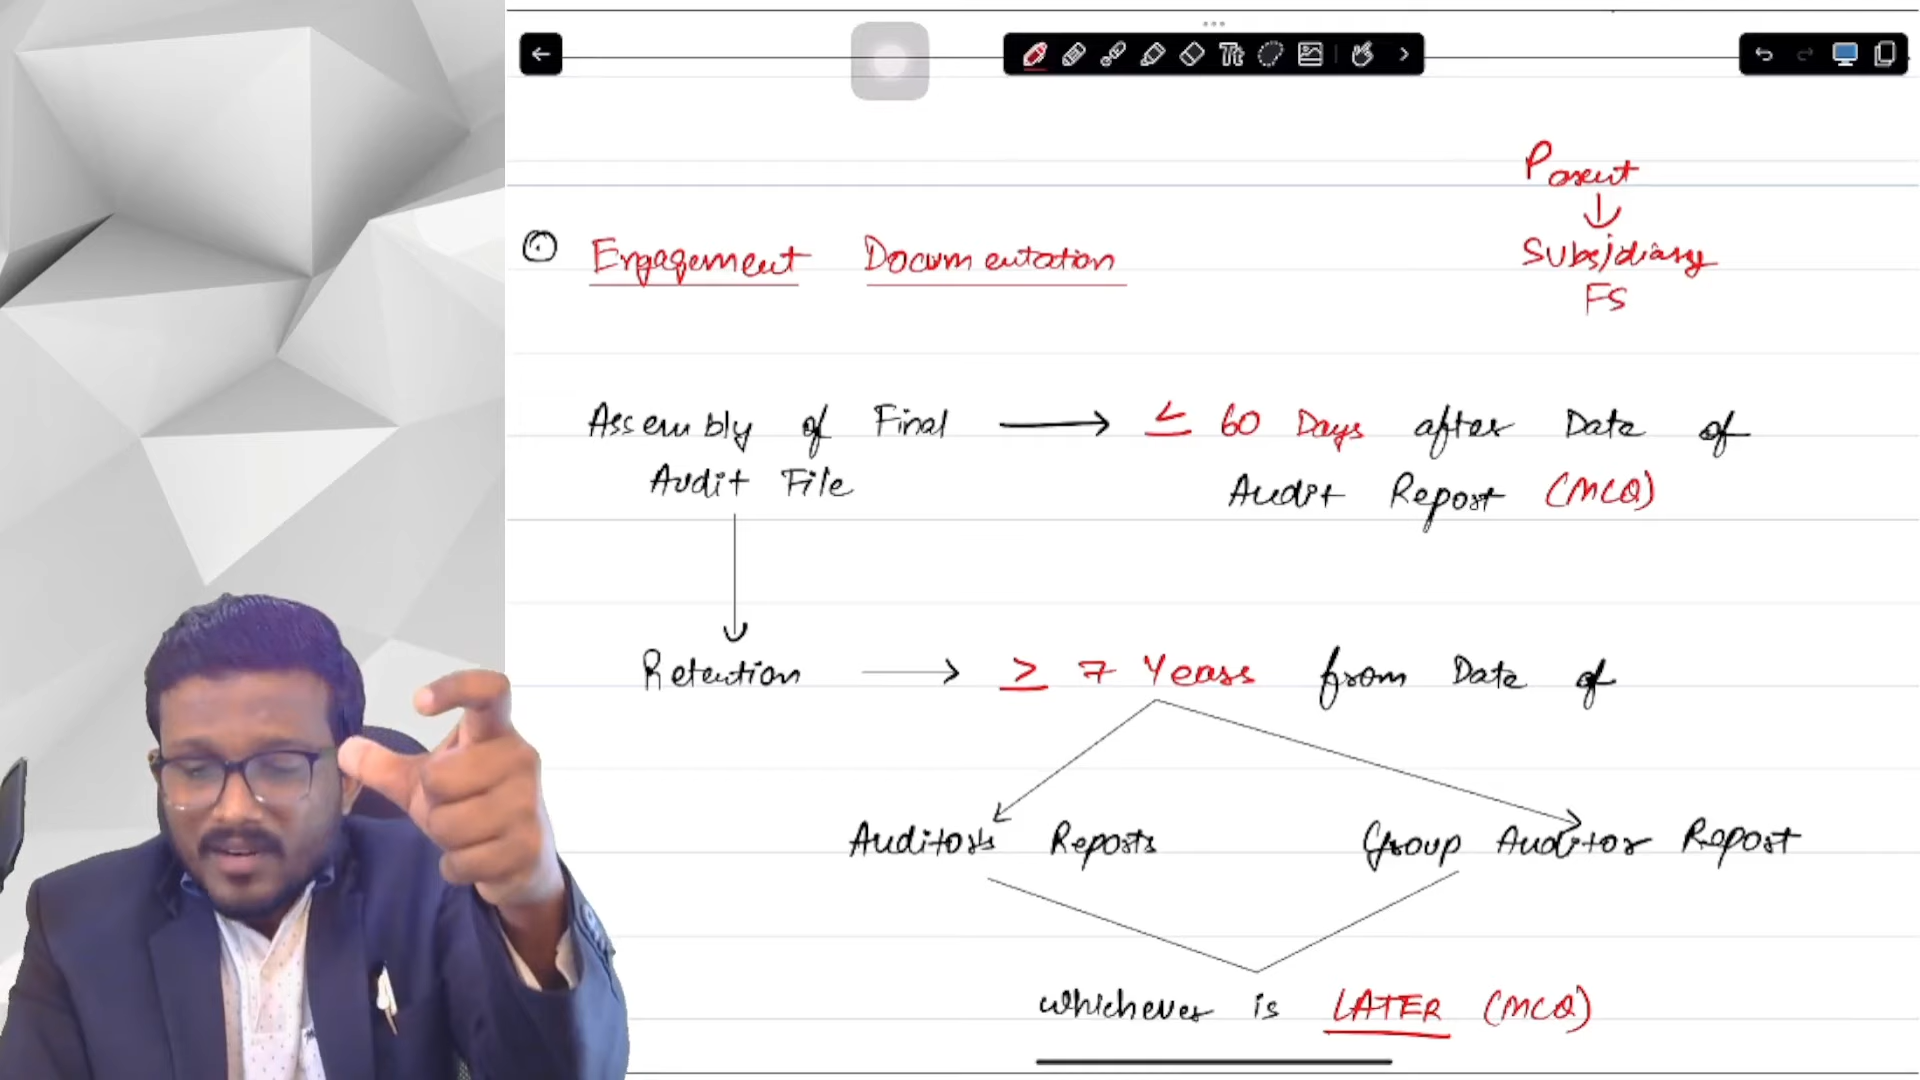 Parent
Subsidiary
FS
Engagement Documentation
Assembly of Final → ≤ 60 Days after Date of
Audit File Audit Report (MCQ)
Retention → ≥ 7 Years from Date of
Auditor's Reports Group Auditor Report
whichever is LATER (MCQ)